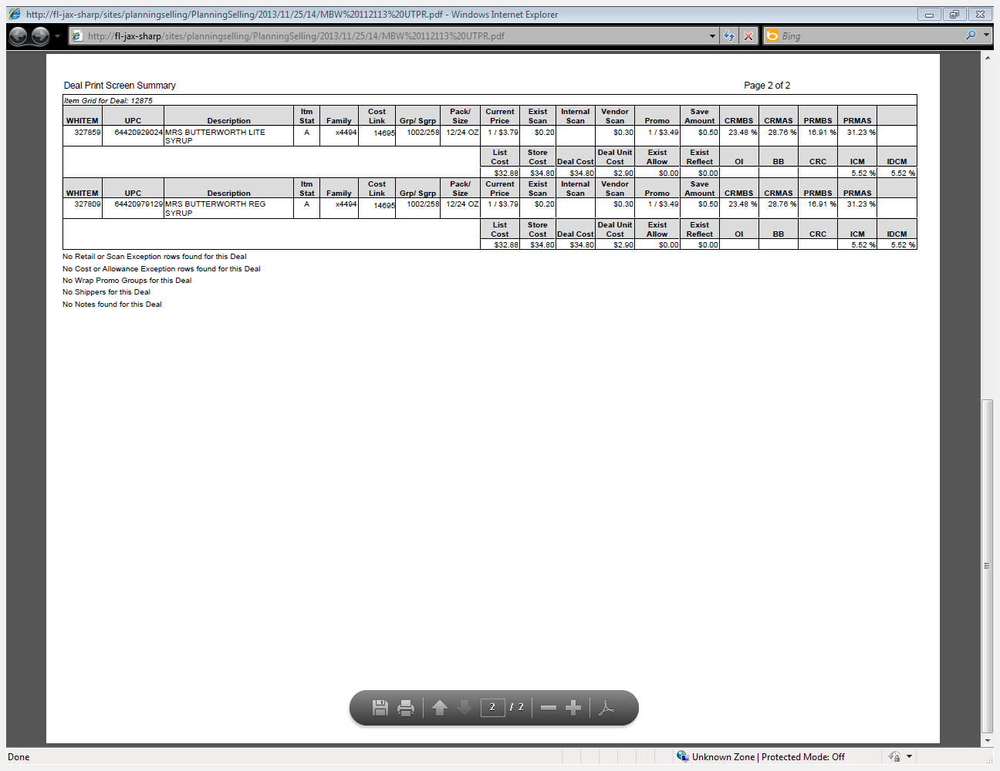 http://fl-jax-sharp/sites/planningselling/PlanningSelling/2013/11/25/14/MBW%20112113%20UTPR.pdf - Windows Internet Explorer
http://fl-jax-sharp/sites/planningselling/PlanningSelling/2013/11/25/14/MBW%20112113%20UTPR.pdf Bing
Deal Print Screen Summary Page 2 of 2
Item Grid for Deal: 12875
Itm Cost Pack/ Current Exist Internal Vendor Save
WHITEM UPC Description Stat Family Link Grp/ Sgrp Size Price Scan Scan Scan Promo Amount CRMBS CRMAS PRMBS PRMAS
327859 64420929024 MRS BUTTERWORTH LITE A x4494 14695 1002/258 12/24 OZ 1 / $3.79 $0.20 $0.30 1 / $3.49 $0.50 23.48 % 28.76 % 16.91 % 31.23 %
SYRUP
List Store Deal Unit Exist Exist
Cost Cost Deal Cost Cost Allow Reflect OI BB CRC ICM IDCM
$32.88 $34.80 $34.80 $2.90 $0.00 $0.00 5.52 % 5.52 %
Itm Cost Pack/ Current Exist Internal Vendor Save
WHITEM UPC Description Stat Family Link Grp/ Sgrp Size Price Scan Scan Scan Promo Amount CRMBS CRMAS PRMBS PRMAS
327809 64420979129 MRS BUTTERWORTH REG A x4494 14695 1002/258 12/24 OZ 1 / $3.79 $0.20 $0.30 1 / $3.49 $0.50 23.48 % 28.76 % 16.91 % 31.23 %
SYRUP
List Store Deal Unit Exist Exist
Cost Cost Deal Cost Cost Allow Reflect OI BB CRC ICM IDCM
$32.88 $34.80 $34.80 $2.90 $0.00 $0.00 5.52 % 5.52 %
No Retail or Scan Exception rows found for this Deal
No Cost or Allowance Exception rows found for this Deal
No Wrap Promo Groups for this Deal
No Shippers for this Deal
No Notes found for this Deal
2 / 2
Done Unknown Zone | Protected Mode: Off